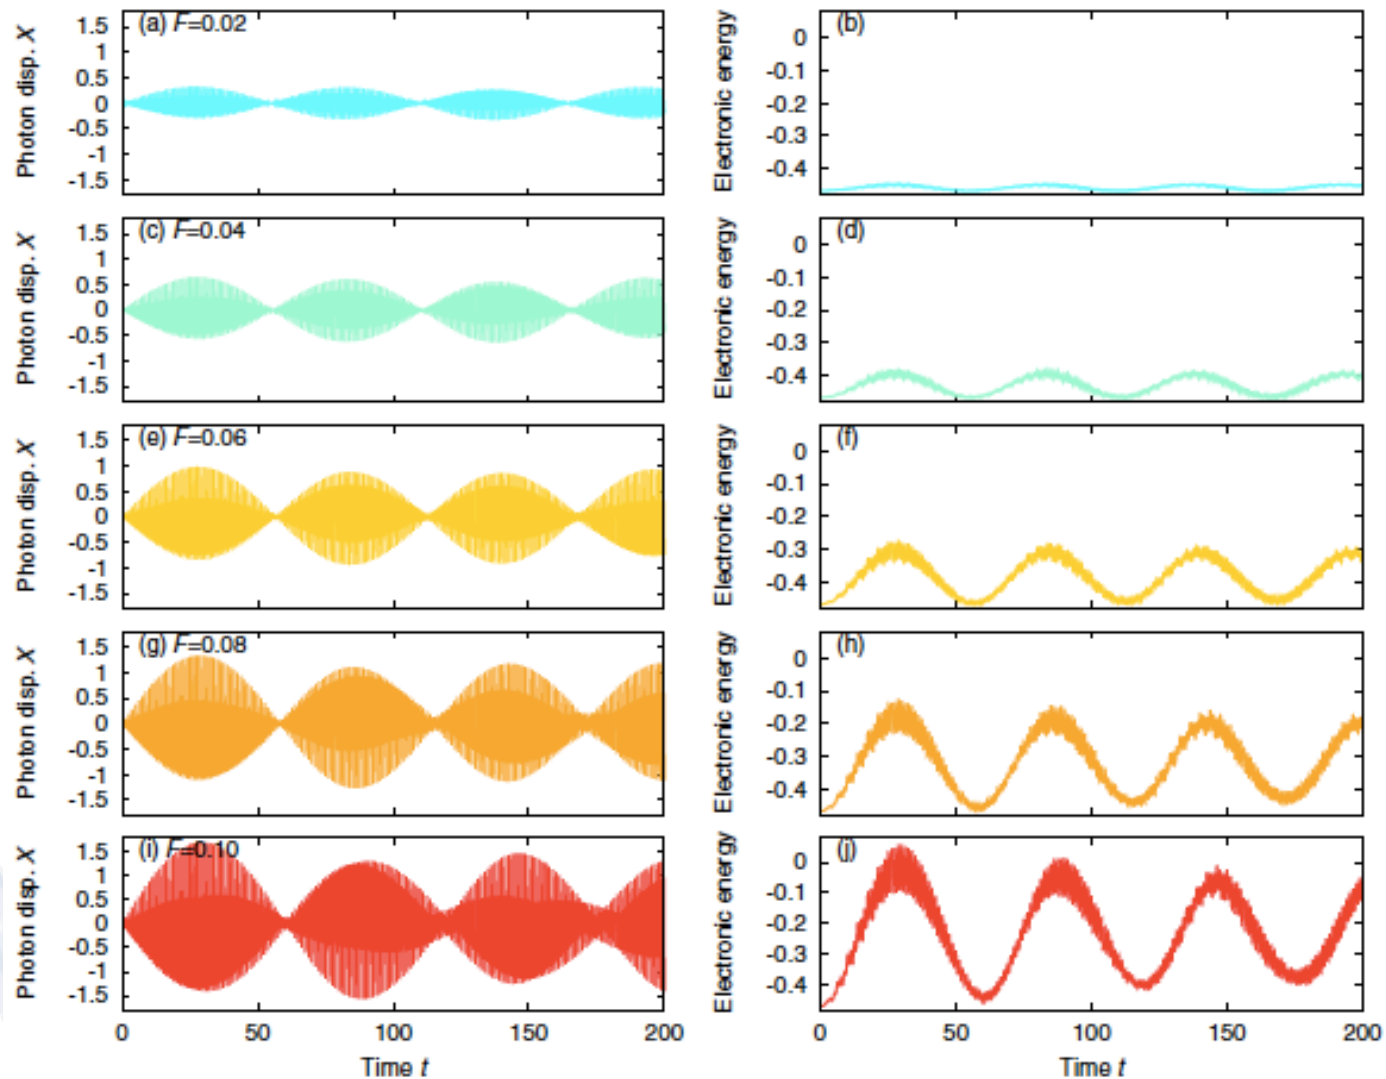 (a) F=0.02
Photon disp. X
1.5
1
0.5
0
-0.5
-1
-1.5
(b)
Electronic energy
0
-0.1
-0.2
-0.3
-0.4
(c) F=0.04
Photon disp. X
1.5
1
0.5
0
-0.5
-1
-1.5
(d)
Electronic energy
0
-0.1
-0.2
-0.3
-0.4
(e) F=0.06
Photon disp. X
1.5
1
0.5
0
-0.5
-1
-1.5
(f)
Electronic energy
0
-0.1
-0.2
-0.3
-0.4
(g) F=0.08
Photon disp. X
1.5
1
0.5
0
-0.5
-1
-1.5
(h)
Electronic energy
0
-0.1
-0.2
-0.3
-0.4
(i) F=0.10
Photon disp. X
1.5
1
0.5
0
-0.5
-1
-1.5
0 50 100 150 200
Time t
(j)
Electronic energy
0
-0.1
-0.2
-0.3
-0.4
0 50 100 150 200
Time t